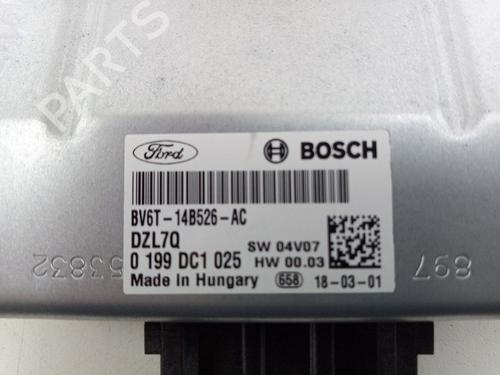 PARTS
Ford
BOSCH
BV6T-14B526-AC
DZL7Q
SW 04V07
0 199 DC1 025
HW 00.03
Made in Hungary
658
18-03-01
53832
897